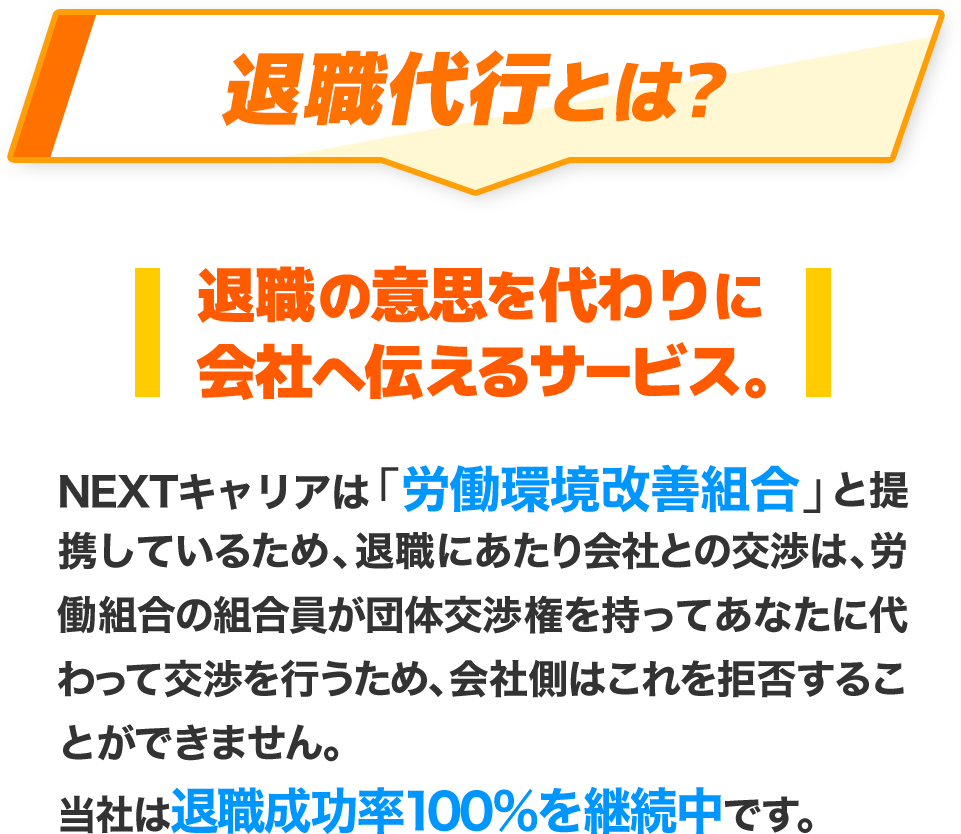 退職代行とは？
退職の意思を代わりに
会社へ伝えるサービス。
NEXTキャリアは「労働環境改善組合」と提
携しているため、退職にあたり会社との交渉は、労
働組合の組合員が団体交渉権を持ってあなたに代
わって交渉を行うため、会社側はこれを拒否するこ
とができません。
当社は退職成功率100%を継続中です。